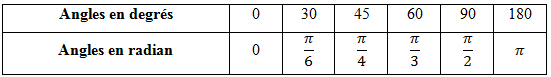 Angles en degrés 0 30 45 60 90 180
Angles en radian 0 π/6 π/4 π/3 π/2 π